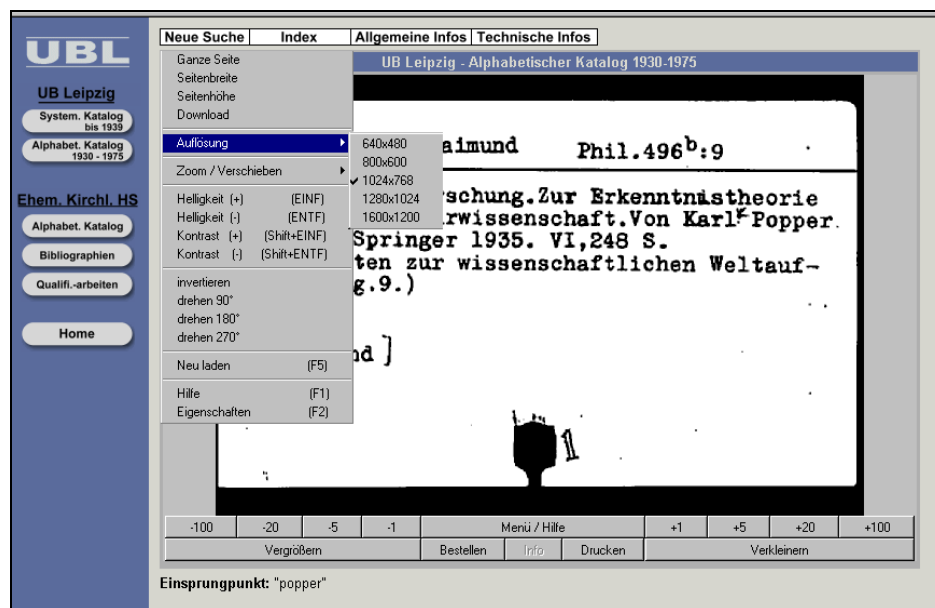 UBL
UB Leipzig
System. Katalog
bis 1939
Alphabet. Katalog
1930 - 1975
Ehem. Kirchl. HS
Alphabet. Katalog
Bibliographien
Qualifi.-arbeiten
Home
Neue Suche Index Allgemeine Infos Technische Infos
UB Leipzig - Alphabetischer Katalog 1930-1975
Ganze Seite
Seitenbreite
Seitenhöhe
Download
Auflösung
Zoom / Verschieben
Helligkeit (+) (EINF)
Helligkeit (-) (ENTF)
Kontrast (+) (Shift+EINF)
Kontrast (-) (Shift+ENTF)
invertieren
drehen 90°
drehen 180°
drehen 270°
Neu laden (F5)
Hilfe (F1)
Eigenschaften (F2)
640x480
800x600
1024x768
1280x1024
1600x1200
aimund Phil.496b:9
schung.Zur Erkenntnistheorie
rwissenschaft.Von Karl Popper.
Springer 1935. VI,248 S.
ten zur wissenschaftlichen Weltauf-
g.9.)
nd ]
1
-100 -20 -5 -1 Menü / Hilfe +1 +5 +20 +100
Vergrößern Bestellen Info Drucken Verkleinern
Einsprungpunkt: "popper"